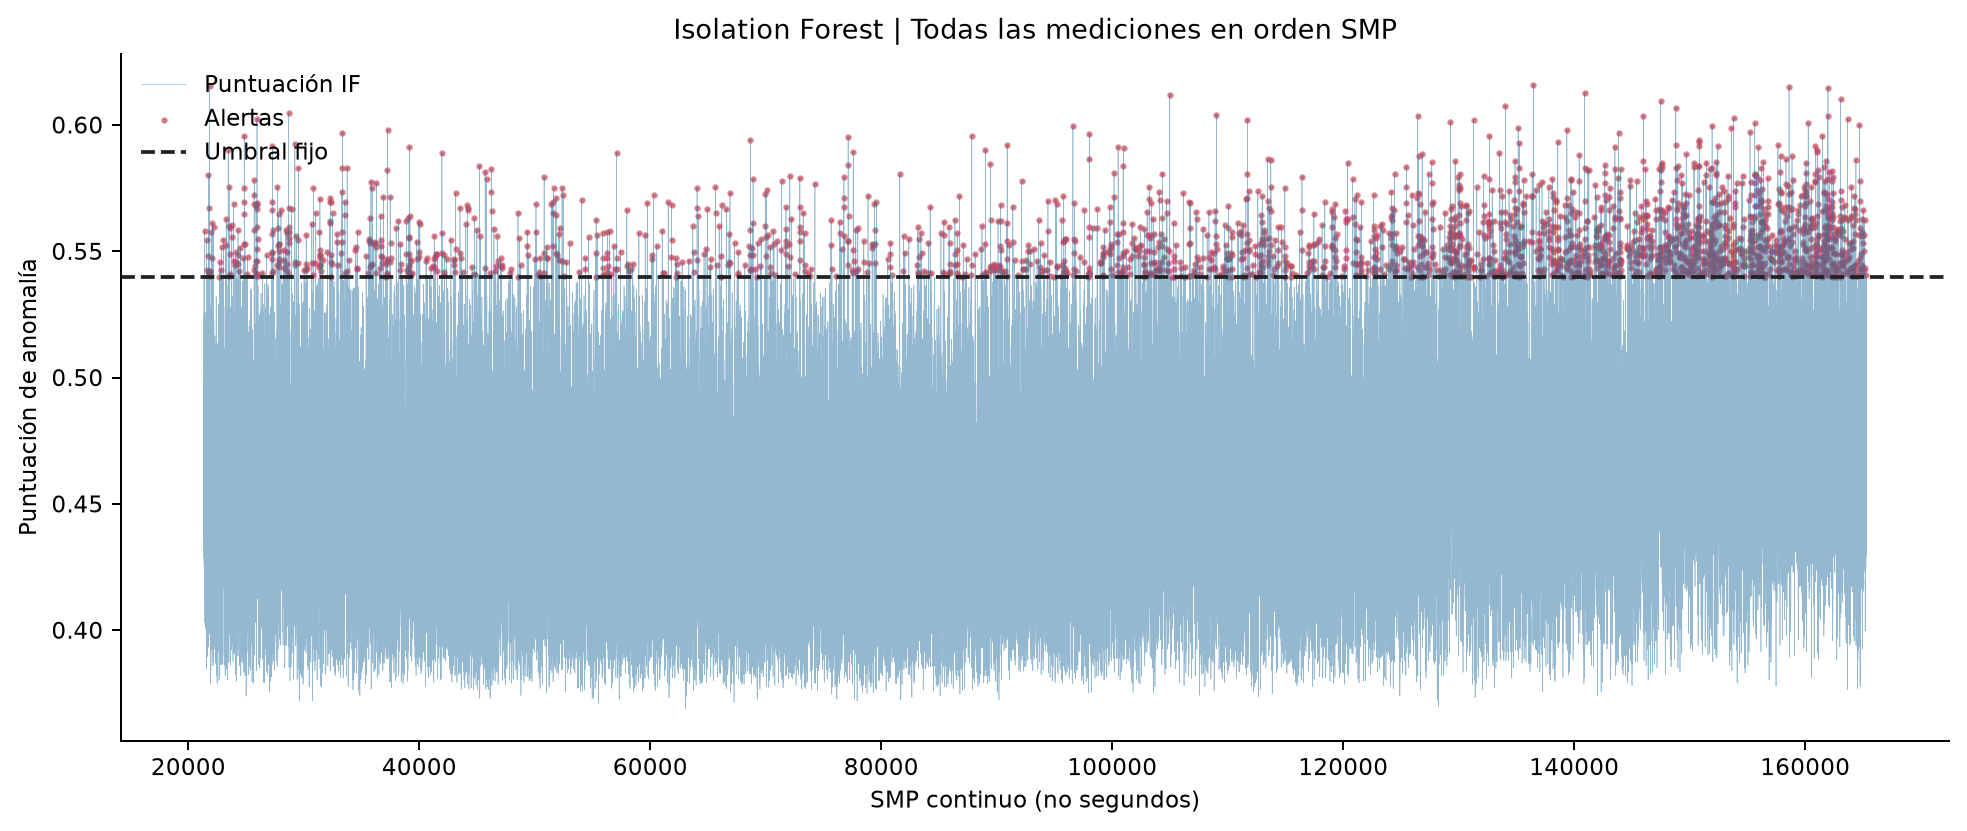 Isolation Forest | Todas las mediciones en orden SMP
Puntuación IF
Alertas
Umbral fijo
Puntuación de anomalía
0.60
0.55
0.50
0.45
0.40
20000
40000
60000
80000
100000
120000
140000
160000
SMP continuo (no segundos)